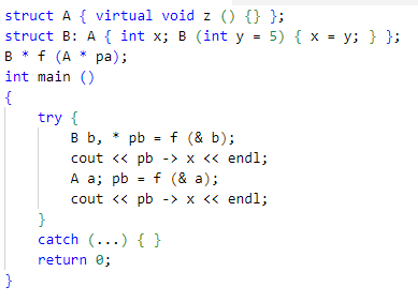 struct A { virtual void z () {} };
struct B: A { int x; B (int y = 5) { x = y; } };
B * f (A * pa);
int main ()
{
try {
B b, * pb = f (& b);
cout << pb -> x << endl;
A a; pb = f (& a);
cout << pb -> x << endl;
}
catch (...) { }
return 0;
}